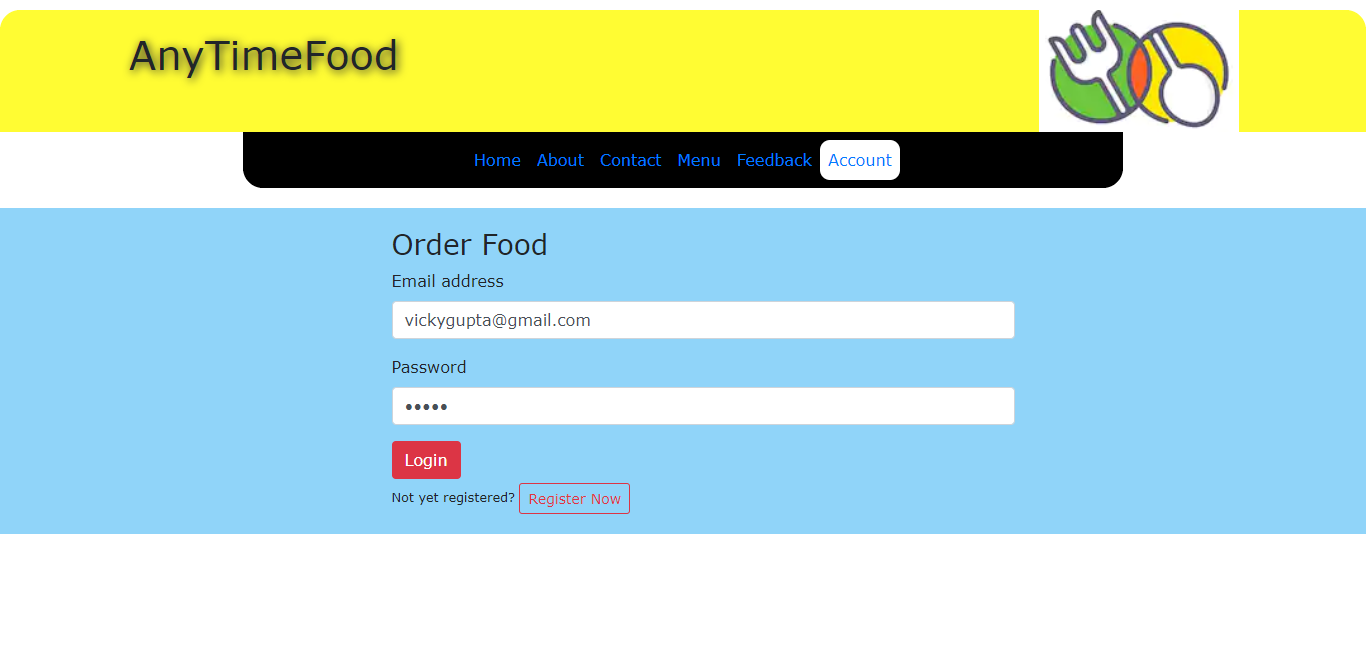 AnyTimeFood
Home About Contact Menu Feedback Account
Order Food
Email address
vickygupta@gmail.com
Password
•••••
Login
Not yet registered? Register Now